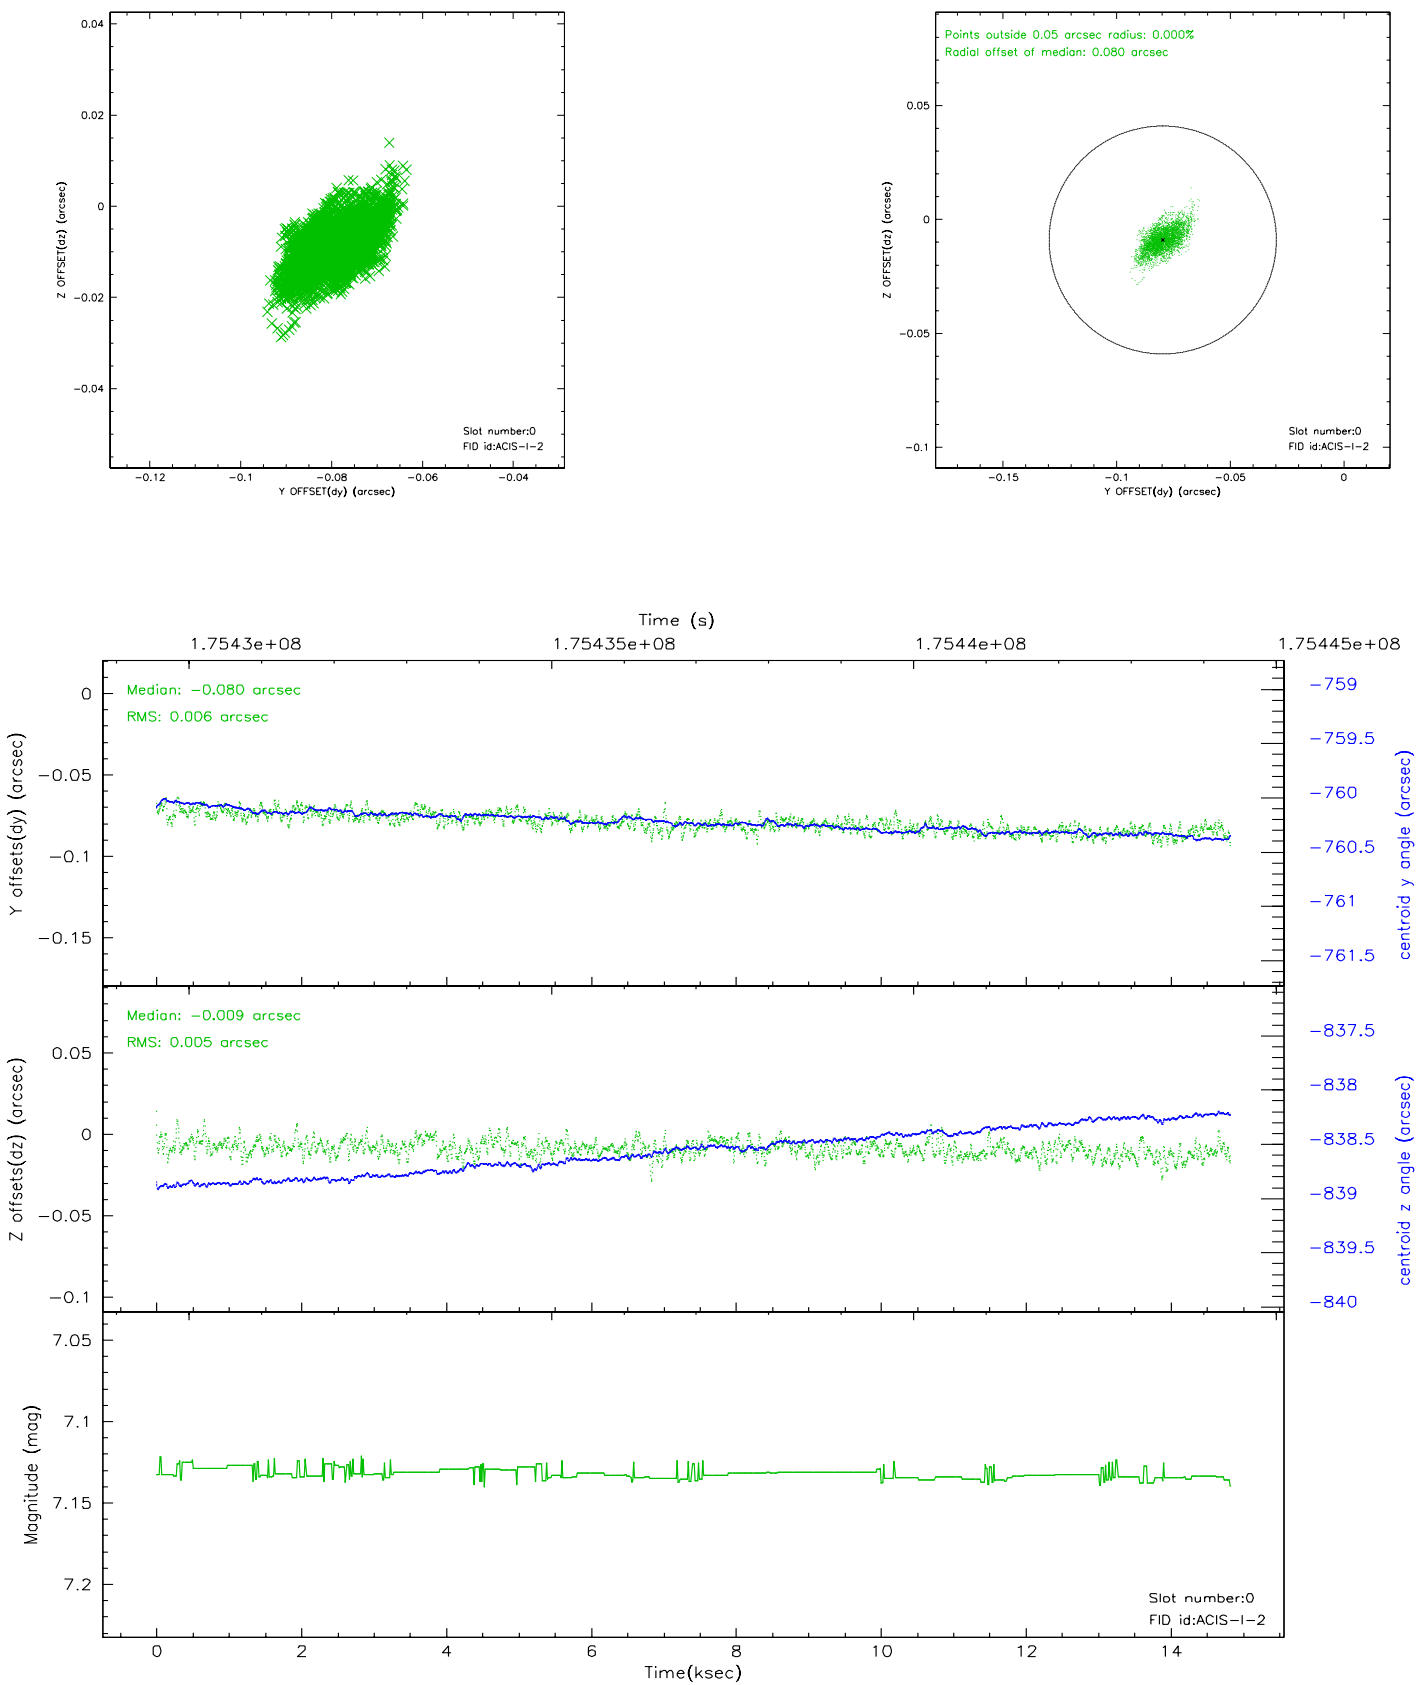 0.04
0.02
0
−0.02
−0.04
Z OFFSET(dz) (arcsec)
Slot number:0
FID id:ACIS−I−2
−0.12
−0.1
−0.08
−0.06
−0.04
Y OFFSET(dy) (arcsec)
Points outside 0.05 arcsec radius: 0.000%
Radial offset of median: 0.080 arcsec
0.05
0
−0.05
−0.1
Z OFFSET(dz) (arcsec)
Slot number:0
FID id:ACIS−I−2
−0.15
−0.1
−0.05
0
Y OFFSET(dy) (arcsec)
Time (s)
1.7543e+08
1.75435e+08
1.7544e+08
1.75445e+08
Median: −0.080 arcsec
RMS: 0.006 arcsec
0
−0.05
−0.1
−0.15
Y offsets(dy) (arcsec)
−759
−759.5
−760
−760.5
−761
−761.5
centroid y angle (arcsec)
Median: −0.009 arcsec
RMS: 0.005 arcsec
0.05
0
−0.05
−0.1
Z offsets(dz) (arcsec)
−837.5
−838
−838.5
−839
−839.5
−840
centroid z angle (arcsec)
7.05
7.1
7.15
7.2
Magnitude (mag)
Slot number:0
FID id:ACIS−I−2
0
2
4
6
8
10
12
14
Time(ksec)